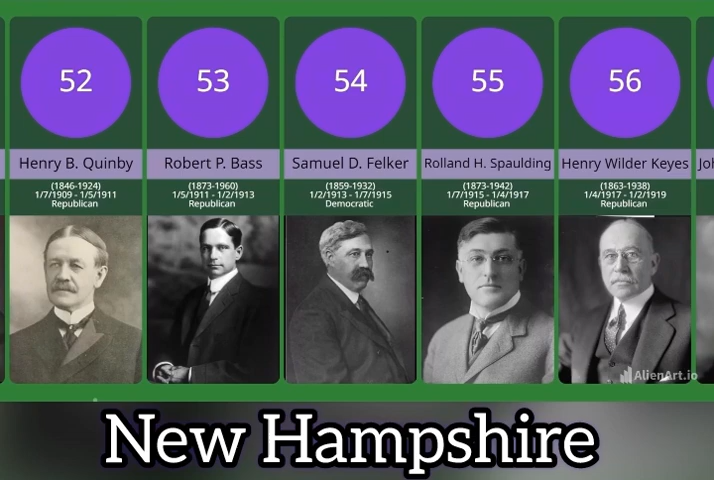 52
Henry B. Quinby
(1846-1924)
1/7/1909 - 1/5/1911
Republican
53
Robert P. Bass
(1873-1960)
1/5/1911 - 1/2/1913
Republican
54
Samuel D. Felker
(1859-1932)
1/2/1913 - 1/7/1915
Democratic
55
Rolland H. Spaulding
(1873-1942)
1/7/1915 - 1/4/1917
Republican
56
Henry Wilder Keyes
(1863-1938)
1/4/1917 - 1/2/1919
Republican
AlienArt.io
New Hampshire